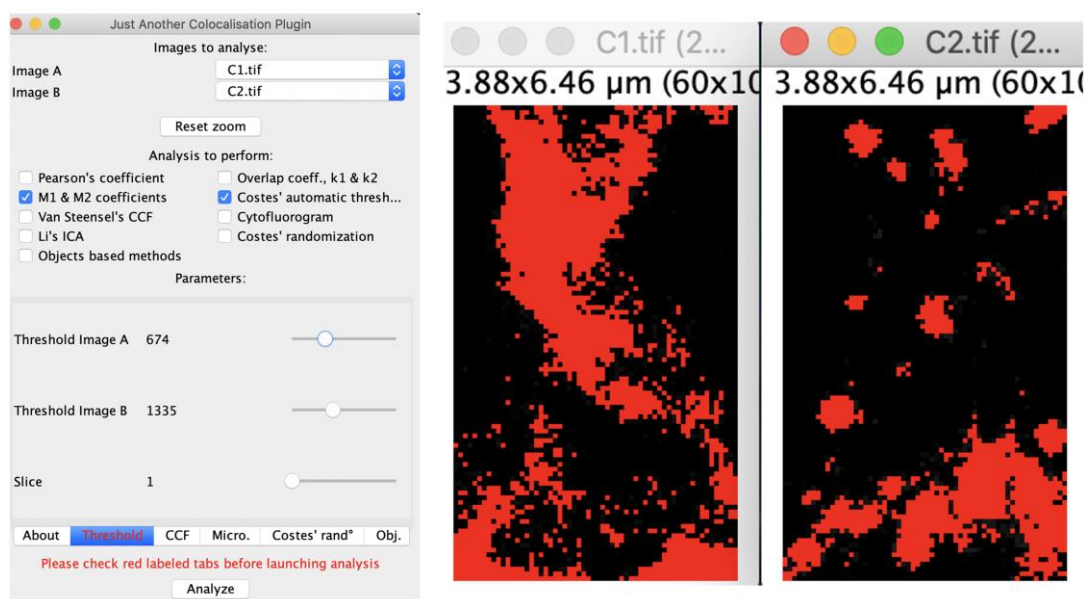 Just Another Colocalisation Plugin
Images to analyse:
Image A C1.tif
Image B C2.tif
Reset zoom
Analysis to perform:
Pearson's coefficient Overlap coeff., k1 & k2
M1 & M2 coefficients Costes' automatic thresh...
Van Steensel's CCF Cytofluorogram
Li's ICA Costes' randomization
Objects based methods
Parameters:
Threshold Image A 674
Threshold Image B 1335
Slice 1
About Threshold CCF Micro. Costes' rand° Obj.
Please check red labeled tabs before launching analysis
Analyze
C1.tif (2...
3.88x6.46 µm (60x10
C2.tif (2...
3.88x6.46 µm (60x10